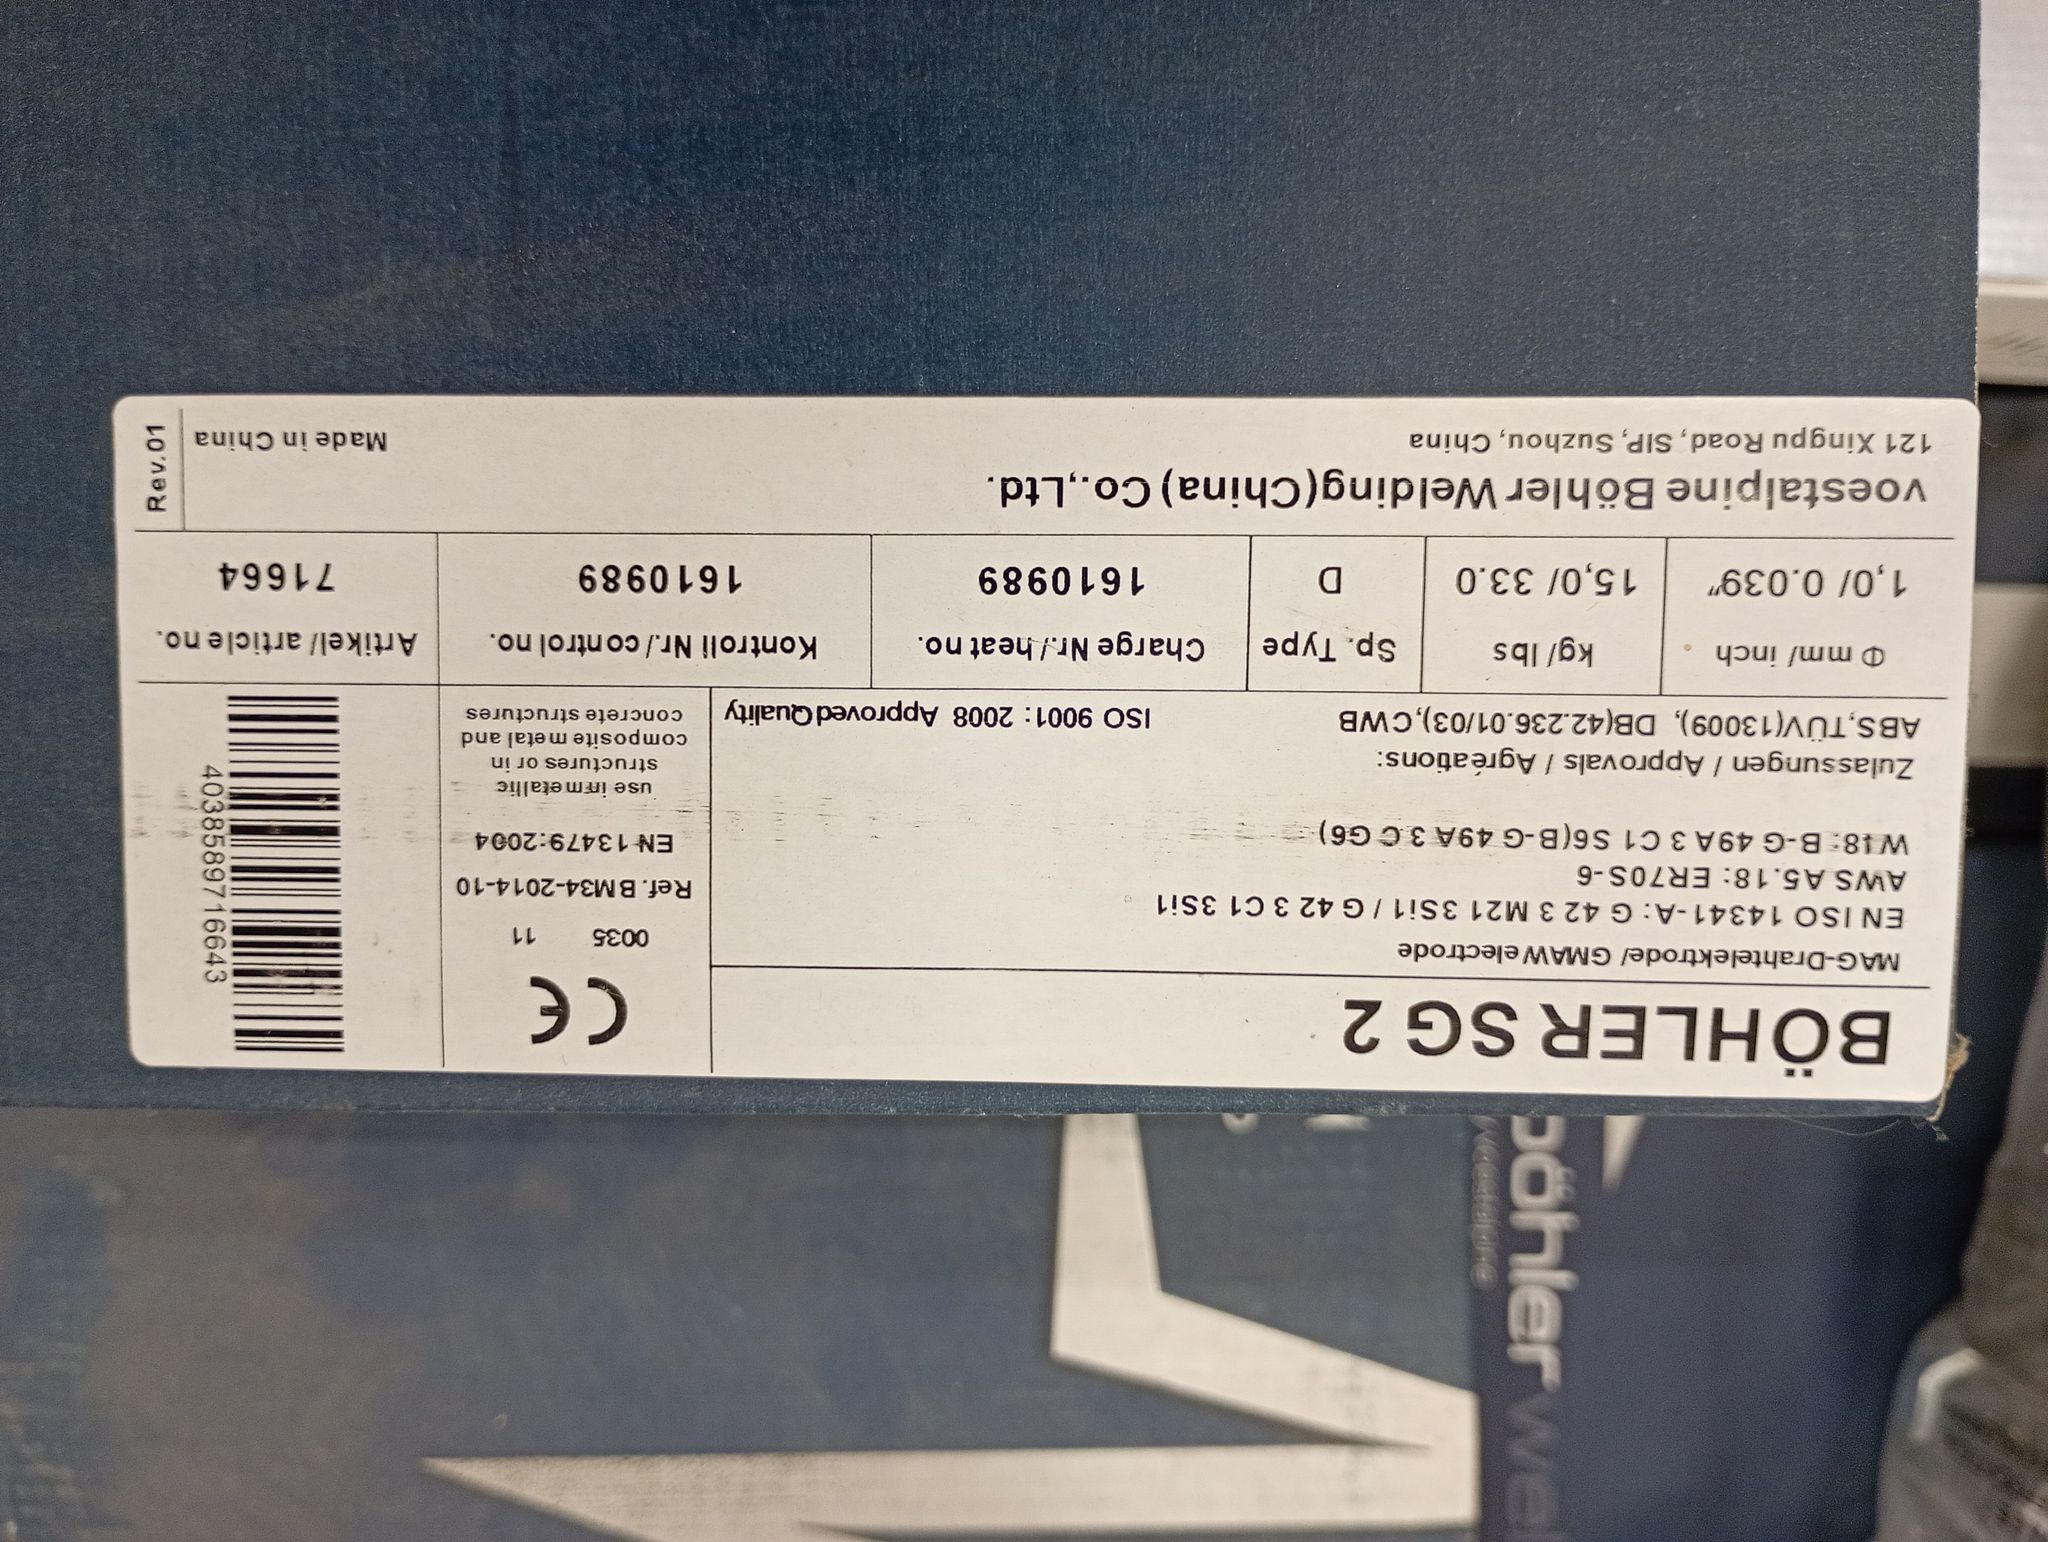 BÖHLER SG 2
MAG-Drahtelektrode/ GMAW electrode
EN ISO 14341-A: G 42 3 M21 3Si1 / G 42 3 C1 3Si1
AWS A5.18: ER70S-6
W48: B-G 49A 3 C1 S6(B-G 49A 3 C G6)
Zulassungen / Approvals / Agréations:
ABS,TÜV(13009), DB(42.236.01/03),CWB
ISO 9001: 2008 Approved Quality
CE
0035 11
Ref.BM34-2014-10
EN 13479:2004
use in metallic
structures or in
composite metal and
concrete structures
4038589716643
Φ mm/ inch
1,0/ 0.039"
kg/ lbs
15,0/ 33.0
Sp. Type
D
Charge Nr./ heat no.
1610989
Kontroll Nr./ control no.
1610989
Artikel/ article no.
71664
voestalpine Böhler Welding(China) Co.,Ltd.
121 Xingpu Road, SIP, Suzhou, China
Made in China
Rev.01
böhler wel
voestalpine